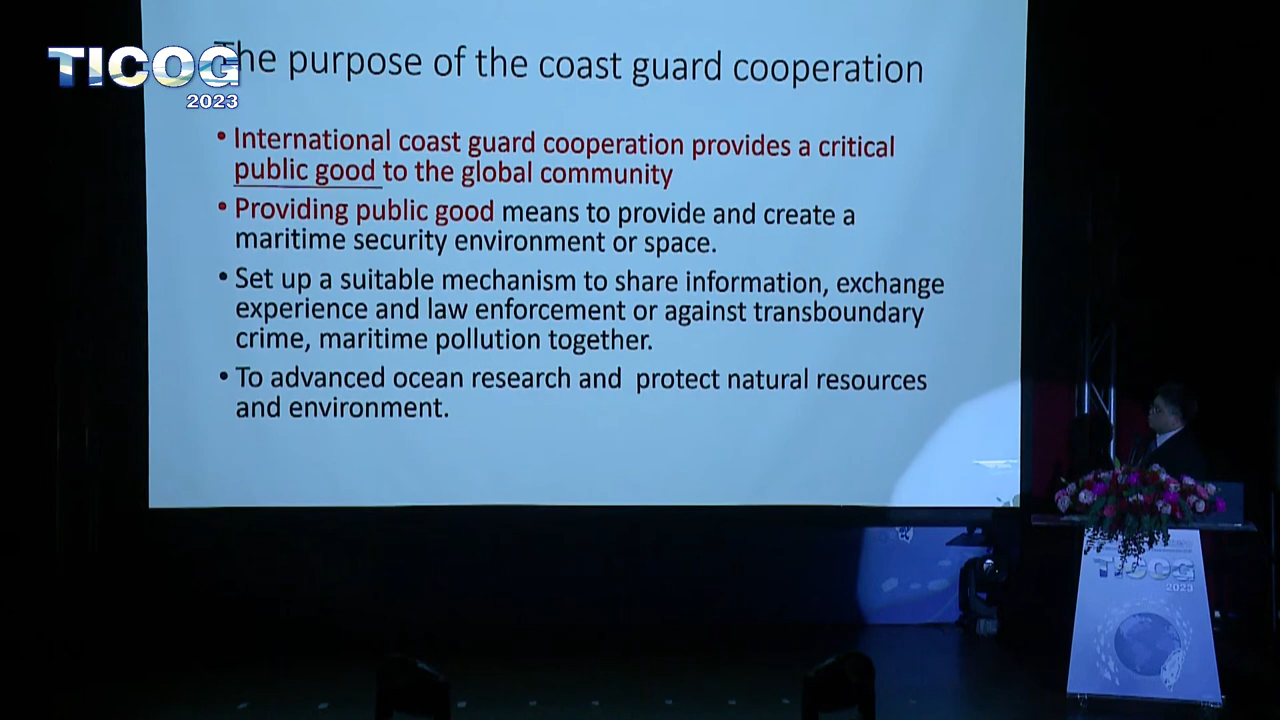 TICOG
2023
The purpose of the coast guard cooperation
• International coast guard cooperation provides a critical
public good to the global community
• Providing public good means to provide and create a
maritime security environment or space.
• Set up a suitable mechanism to share information, exchange
experience and law enforcement or against transboundary
crime, maritime pollution together.
• To advanced ocean research and protect natural resources
and environment.
TICOG
2023